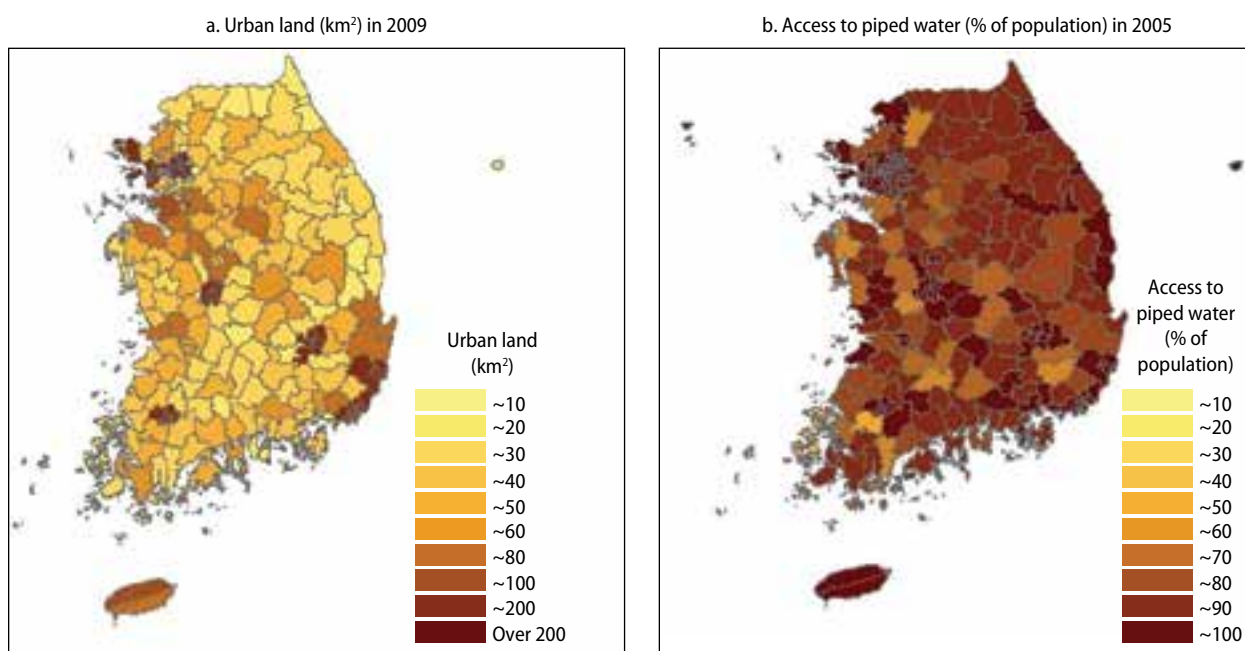 a. Urban land (km²) in 2009
Urban land
(km²)
~10
~20
~30
~40
~50
~60
~80
~100
~200
Over 200
b. Access to piped water (% of population) in 2005
Access to
piped water
(% of
population)
~10
~20
~30
~40
~50
~60
~70
~80
~90
~100